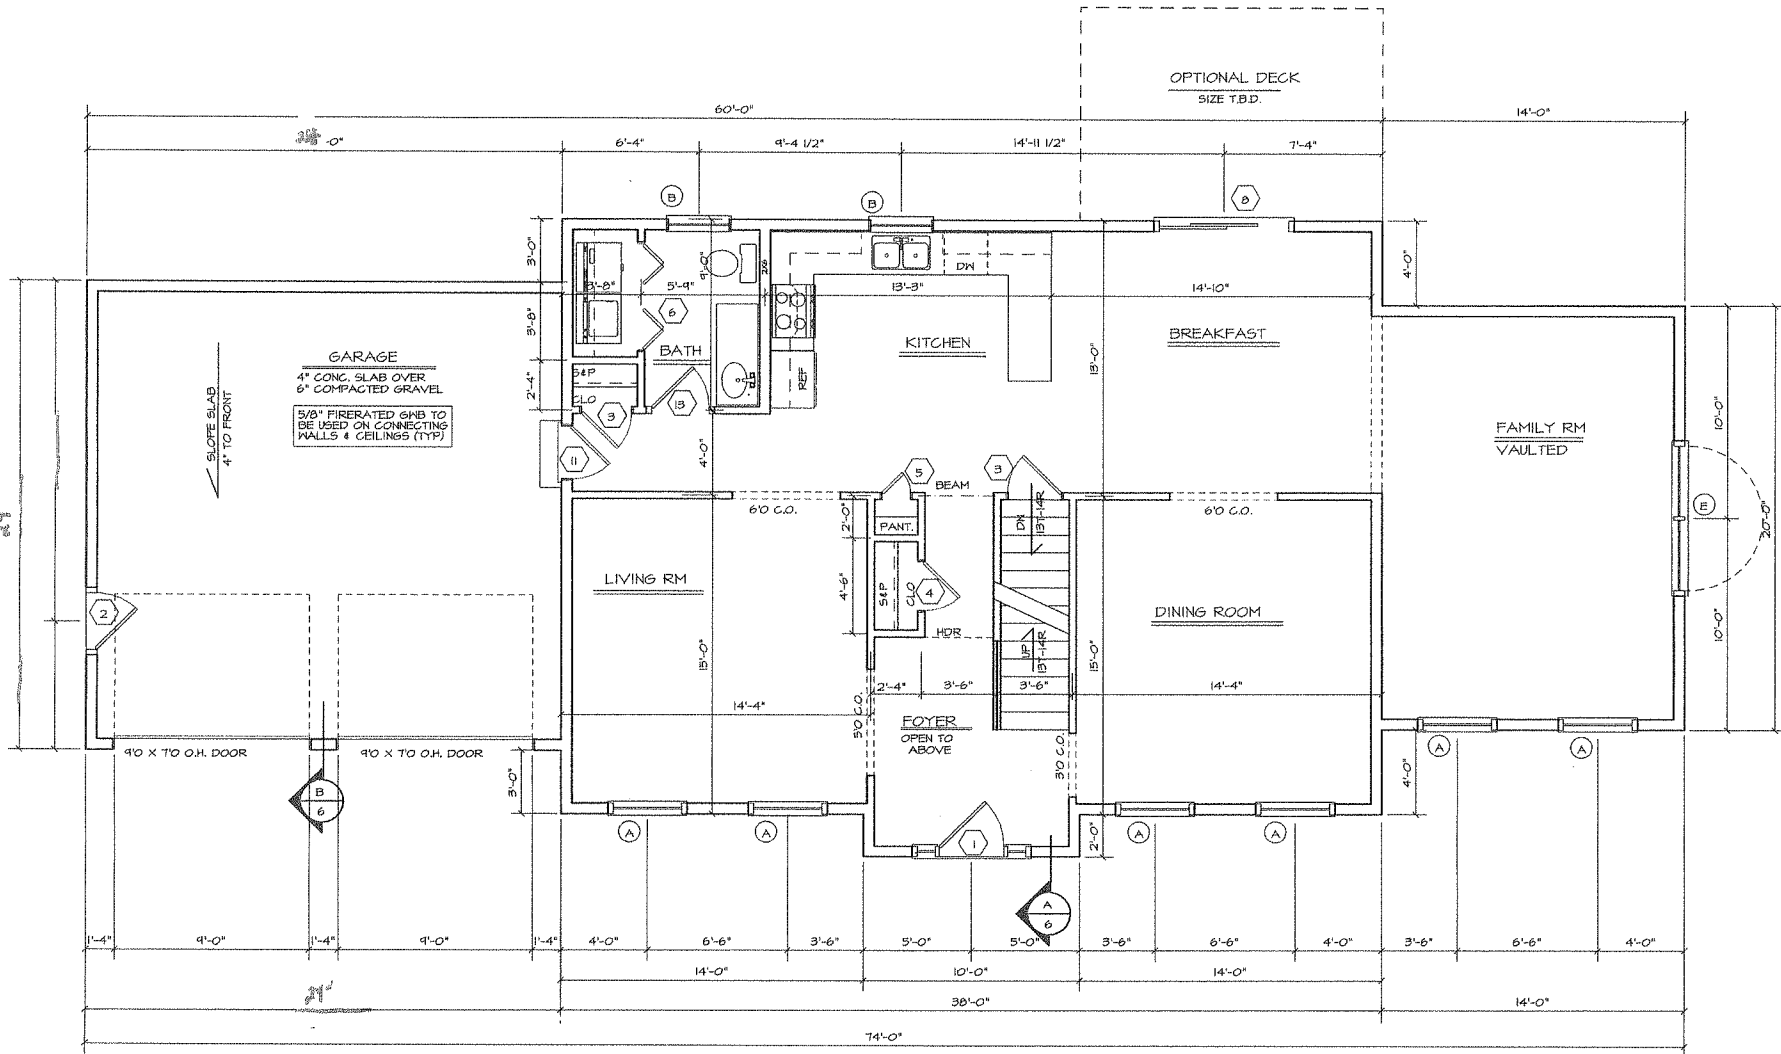 OPTIONAL DECK
SIZE T.B.D.
60'-0"
14'-0"
-0"
6'-4"
9'-4 1/2"
14'-11 1/2"
7'-4"
B
B
8
3'-0"
9'-0"
2X6
DW
4'-0"
3'-8"
5'-9"
13'-3"
14'-10"
6
3'-8"
BATH
KITCHEN
BREAKFAST
13'-0"
REF
GARAGE
4" CONC. SLAB OVER
6" COMPACTED GRAVEL
5/8" FIRERATED GWB TO
BE USED ON CONNECTING
WALLS & CEILINGS (TYP)
SLOPE SLAB
4" TO FRONT
2'-4"
S&P
CLO
3
13
11
4'-0"
FAMILY RM
VAULTED
10'-0"
E
20'-0"
10'-0"
5
BEAM
3
6'0 C.O.
6'0 C.O.
2'-0"
PANT.
DN
13T-14R
LIVING RM
4'-6"
S&P
CLO
4
HDR
UP
13T-14R
DINING ROOM
2
15'-0"
15'-0"
2'-4"
3'-6"
3'-6"
14'-4"
14'-4"
5'0 C.O.
FOYER
OPEN TO
ABOVE
3'0 C.O.
9'0 X 7'0 O.H. DOOR
9'0 X 7'0 O.H. DOOR
A
A
B
6
3'-0"
4'-0"
A
A
1
A
A
2'-0"
A
6
1'-4"
9'-0"
1'-4"
9'-0"
1'-4"
4'-0"
6'-6"
3'-6"
5'-0"
5'-0"
3'-6"
6'-6"
4'-0"
3'-6"
6'-6"
4'-0"
14'-0"
10'-0"
14'-0"
38'-0"
14'-0"
74'-0"